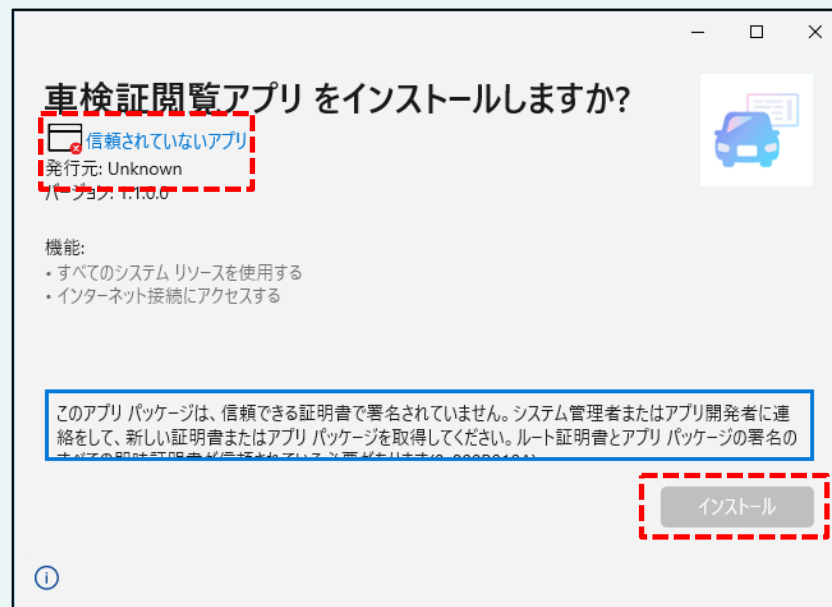 車検証閲覧アプリ をインストールしますか?
信頼されていないアプリ
発行元: Unknown
バージョン: 1.1.0.0
機能:
• すべてのシステム リソースを使用する
• インターネット接続にアクセスする
このアプリ パッケージは、信頼できる証明書で署名されていません。システム管理者またはアプリ開発者に連
絡をして、新しい証明書またはアプリ パッケージを取得してください。ルート証明書とアプリ パッケージの署名の
インストール